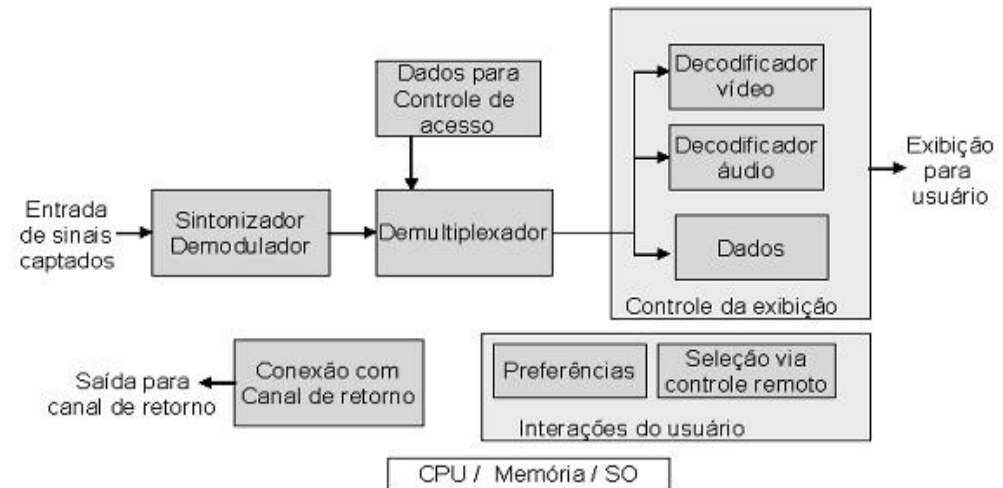 Dados para
Controle de
acesso
Decodificador
vídeo
Decodificador
áudio
Dados
Controle da exibição
Exibição
para
usuário
Entrada
de sinais
captados
Sintonizador
Demodulador
Demultiplexador
Saída para
canal de retorno
Conexão com
Canal de retorno
Preferências
Seleção via
controle remoto
Interações do usuário
CPU / Memória / SO